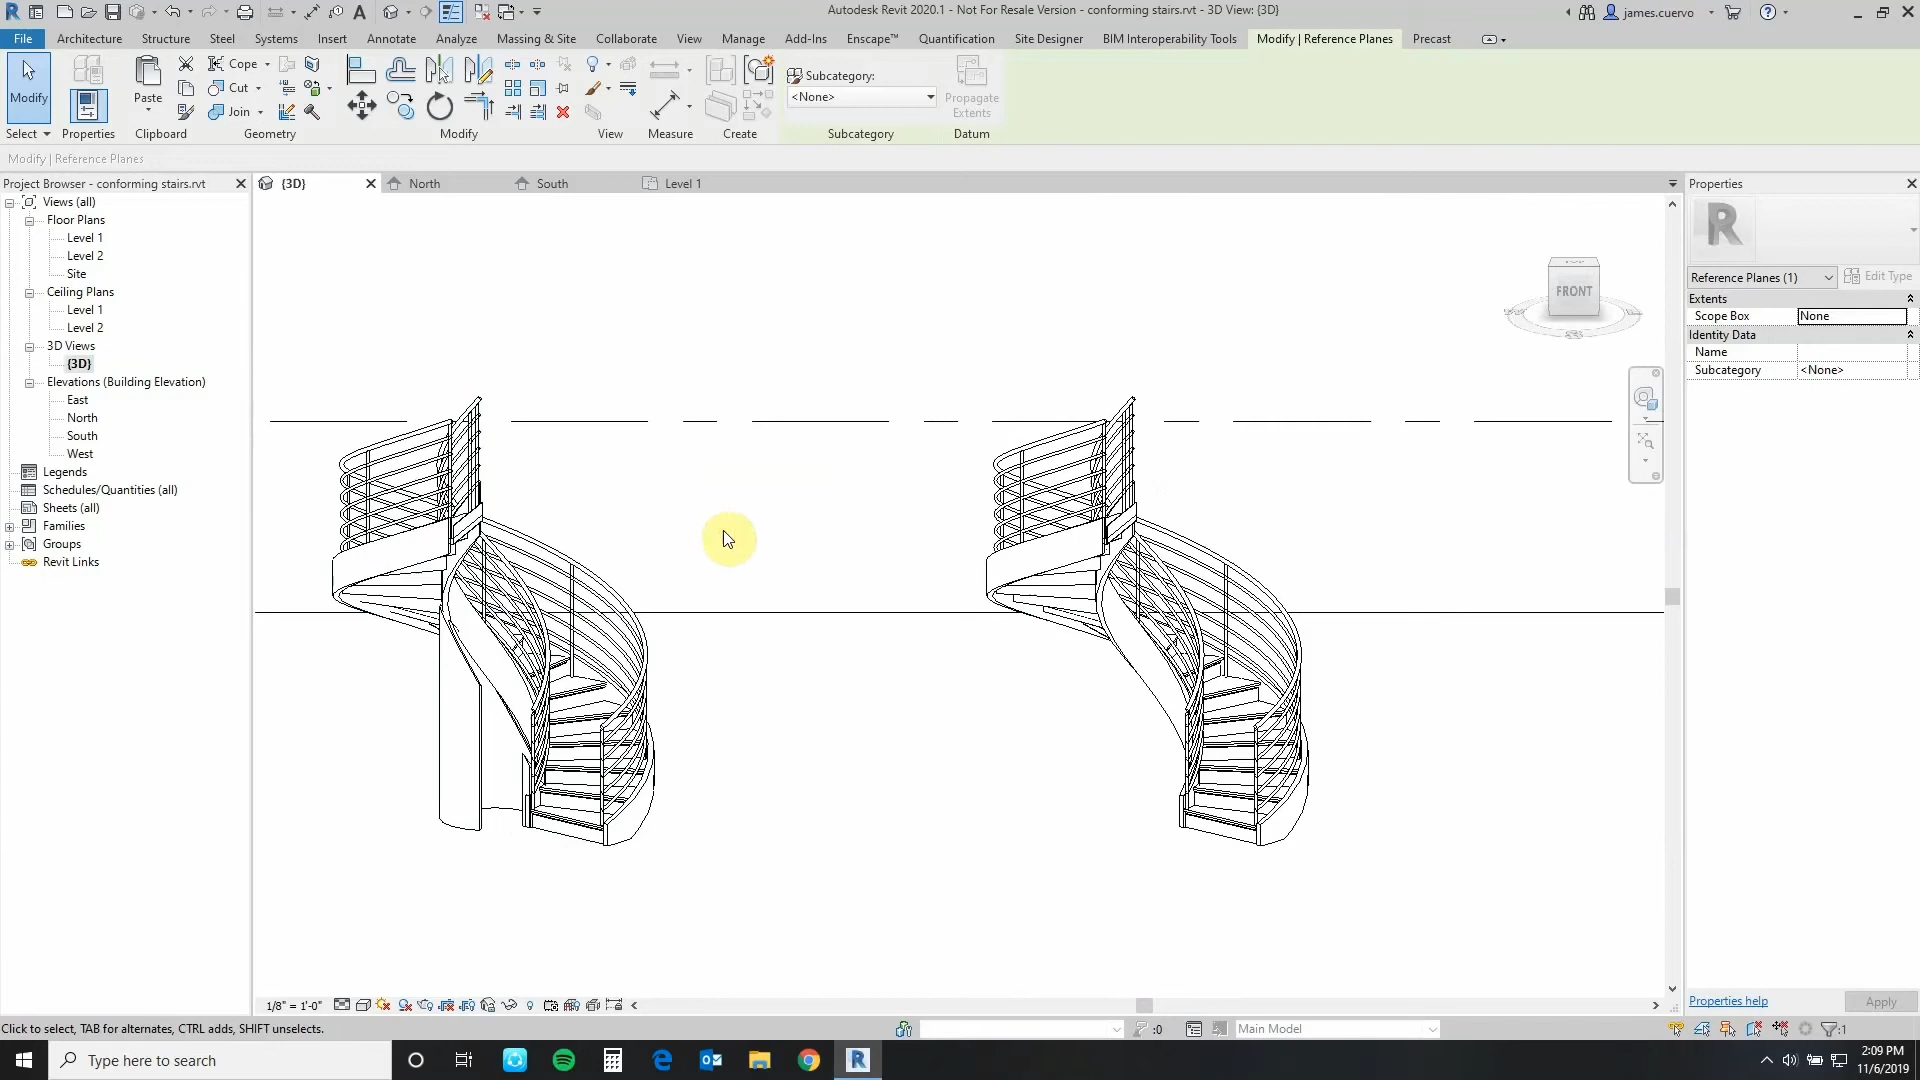 Autodesk Revit 2020.1 - Not For Resale Version - conforming stairs.rvt - 3D View: {3D}
james.cuervo
File
Architecture
Structure
Steel
Systems
Insert
Annotate
Analyze
Massing & Site
Collaborate
View
Manage
Add-Ins
Enscape™
Quantification
Site Designer
BIM Interoperability Tools
Modify | Reference Planes
Precast
Modify
Paste
Cope
Cut
Join
Subcategory:
<None>
Propagate
Extents
Select
Properties
Clipboard
Geometry
Modify
View
Measure
Create
Subcategory
Datum
Modify | Reference Planes
Project Browser - conforming stairs.rvt
Views (all)
Floor Plans
Level 1
Level 2
Site
Ceiling Plans
Level 1
Level 2
3D Views
{3D}
Elevations (Building Elevation)
East
North
South
West
Legends
Schedules/Quantities (all)
Sheets (all)
Families
Groups
Revit Links
{3D}
North
South
Level 1
FRONT
Properties
Reference Planes (1)
Edit Type
Extents
Scope Box
None
Identity Data
Name
Subcategory
<None>
Properties help
Apply
1/8" = 1'-0"
Click to select, TAB for alternates, CTRL adds, SHIFT unselects.
:0
Main Model
:1
Type here to search
2:09 PM
11/6/2019